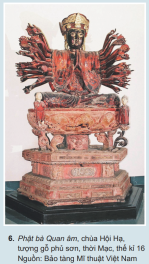 6. Phật bà Quan âm, chùa Hội Hạ,
tượng gỗ phủ sơn, thời Mạc, thế kỉ 16
Nguồn: Bảo tàng Mĩ thuật Việt Nam